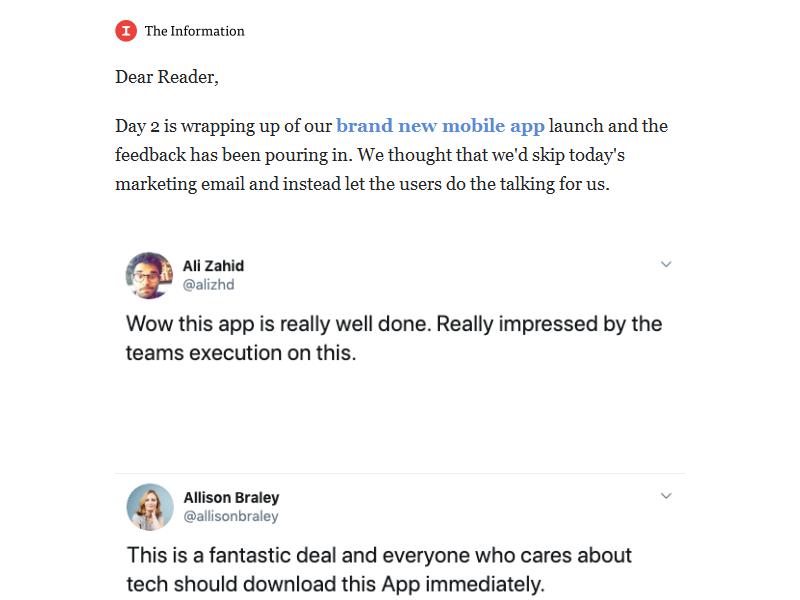 The Information
Dear Reader,
Day 2 is wrapping up of our brand new mobile app launch and the
feedback has been pouring in. We thought that we'd skip today's
marketing email and instead let the users do the talking for us.
Ali Zahid
@alizhd
Wow this app is really well done. Really impressed by the
teams execution on this.
Allison Braley
@allisonbraley
This is a fantastic deal and everyone who cares about
tech should download this App immediately.